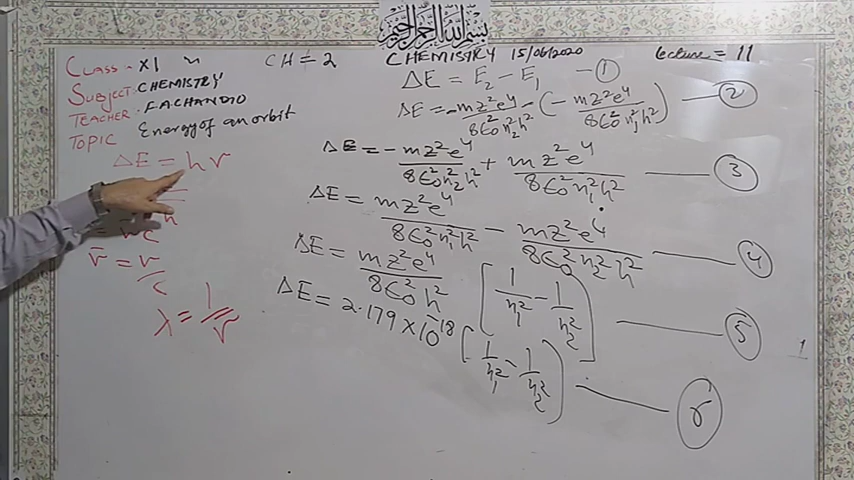 بسم الله الرحمن الرحيم
Class - XI
CH = 2
CHEMISTRY 15/06/2020
Lecture = 11
Subject: CHEMISTRY
TEACHER - F.A CHANDIO
TOPIC Energy of an orbit
ΔE = hv
v̄ = v/c
λ = 1/v̄
ΔE = E₂ - E₁ — ①
ΔE = -mz²e⁴/8ϵ₀²n₂²h² - (-mz²e⁴/8ϵ₀²n₁²h²) — ②
ΔE = -mz²e⁴/8ϵ₀²n₂²h² + mz²e⁴/8ϵ₀²n₁²h² — ③
ΔE = mz²e⁴/8ϵ₀²n₁²h² - mz²e⁴/8ϵ₀²n₂²h² — ④
ΔE = mz²e⁴/8ϵ₀²h² [1/n₁² - 1/n₂²] — ⑤
ΔE = 2.179×10⁻¹⁸ [1/n₁² - 1/n₂²]